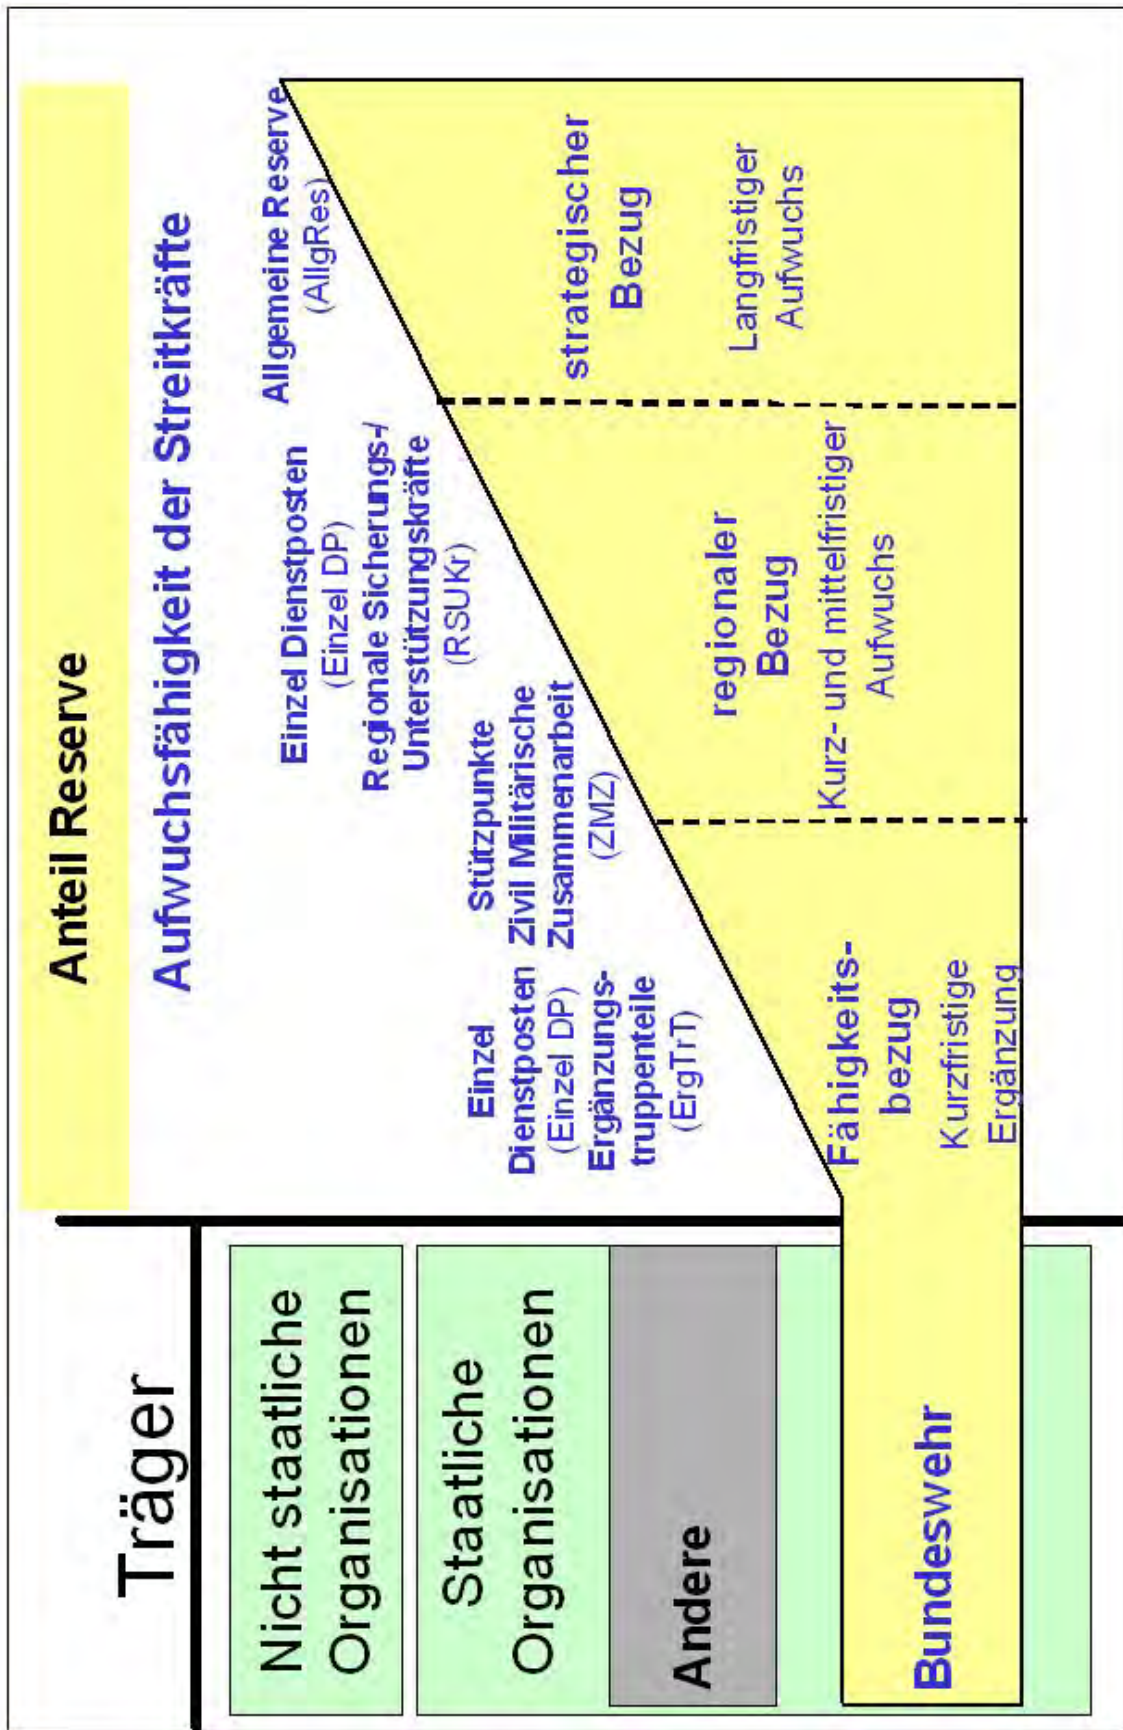 Träger
Anteil Reserve
Aufwuchsfähigkeit der Streitkräfte
Nicht staatliche
Organisationen
Staatliche
Organisationen
Andere
Bundeswehr
Einzel
Dienstposten
(Einzel DP)
Ergänzungs-
truppenteile
(ErgTrT)
Stützpunkte
Zivil Militärische
Zusammenarbeit
(ZMZ)
Einzel Dienstposten
(Einzel DP)
Regionale Sicherungs-/
Unterstützungskräfte
(RSUKr)
Allgemeine Reserve
(AllgRes)
Fähigkeits-
bezug
Kurzfristige
Ergänzung
regionaler
Bezug
Kurz- und mittelfristiger
Aufwuchs
strategischer
Bezug
Langfristiger
Aufwuchs